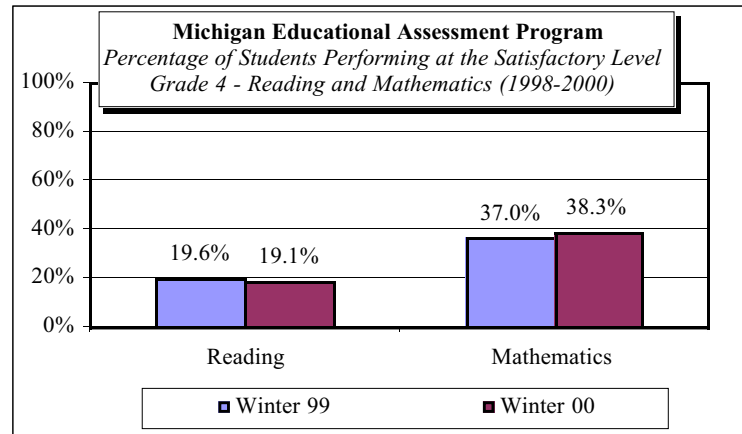 Michigan Educational Assessment Program
Percentage of Students Performing at the Satisfactory Level
Grade 4 - Reading and Mathematics (1998-2000)
100%
80%
60%
40%
20%
0%
19.6%
19.1%
37.0%
38.3%
Reading
Mathematics
Winter 99
Winter 00